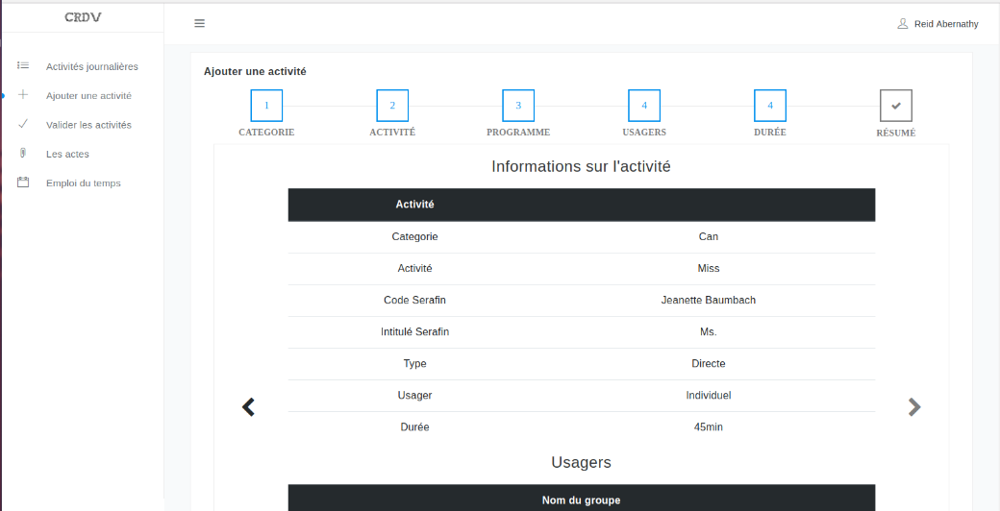 CRDV
Reid Abernathy
Activités journalières
Ajouter une activité
Valider les activités
Les actes
Emploi du temps
Ajouter une activité
1 2 3 4 4
CATEGORIE ACTIVITÉ PROGRAMME USAGERS DURÉE RÉSUMÉ
Informations sur l'activité
Activité
Categorie Can
Activité Miss
Code Serafin Jeanette Baumbach
Intitulé Serafin Ms.
Type Directe
Usager Individuel
Durée 45min
Usagers
Nom du groupe